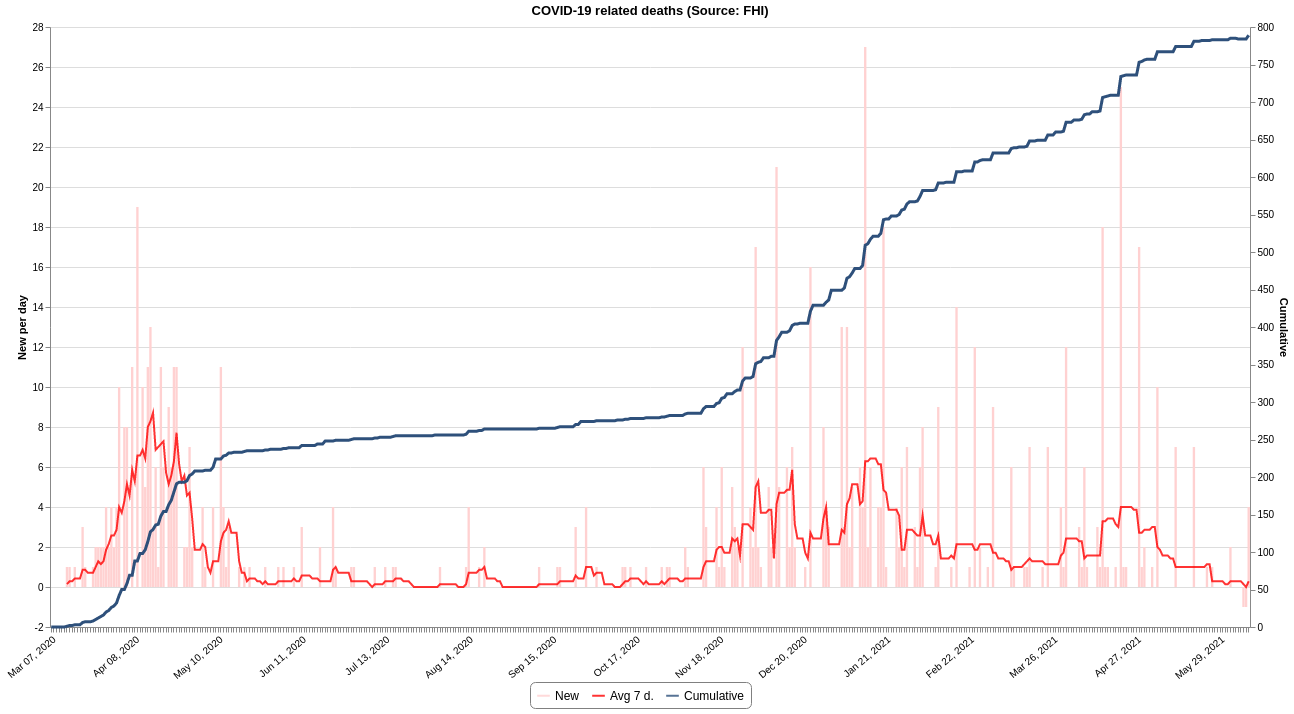 COVID-19 related deaths (Source: FHI)
28
26
24
22
20
18
16
14
12
10
8
6
4
2
0
-2
New per day
800
750
700
650
600
550
500
450
400
350
300
250
200
150
100
50
0
Cumulative
Mar 07, 2020
Apr 08, 2020
May 10, 2020
Jun 11, 2020
Jul 13, 2020
Aug 14, 2020
Sep 15, 2020
Oct 17, 2020
Nov 18, 2020
Dec 20, 2020
Jan 21, 2021
Feb 22, 2021
Mar 26, 2021
Apr 27, 2021
May 29, 2021
New Avg 7 d. Cumulative